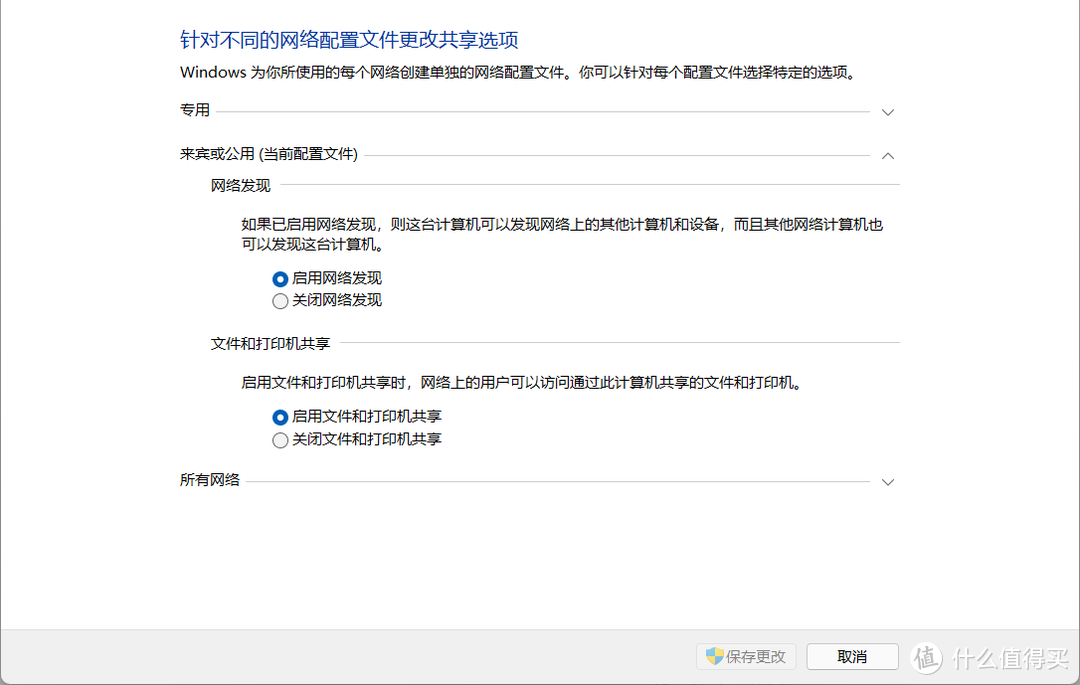 针对不同的网络配置文件更改共享选项
Windows 为你所使用的每个网络创建单独的网络配置文件。你可以针对每个配置文件选择特定的选项。
专用
来宾或公用 (当前配置文件)
网络发现
如果已启用网络发现，则这台计算机可以发现网络上的其他计算机和设备，而且其他网络计算机也
可以发现这台计算机。
启用网络发现
关闭网络发现
文件和打印机共享
启用文件和打印机共享时，网络上的用户可以访问通过此计算机共享的文件和打印机。
启用文件和打印机共享
关闭文件和打印机共享
所有网络
保存更改
取消
值 什么值得买